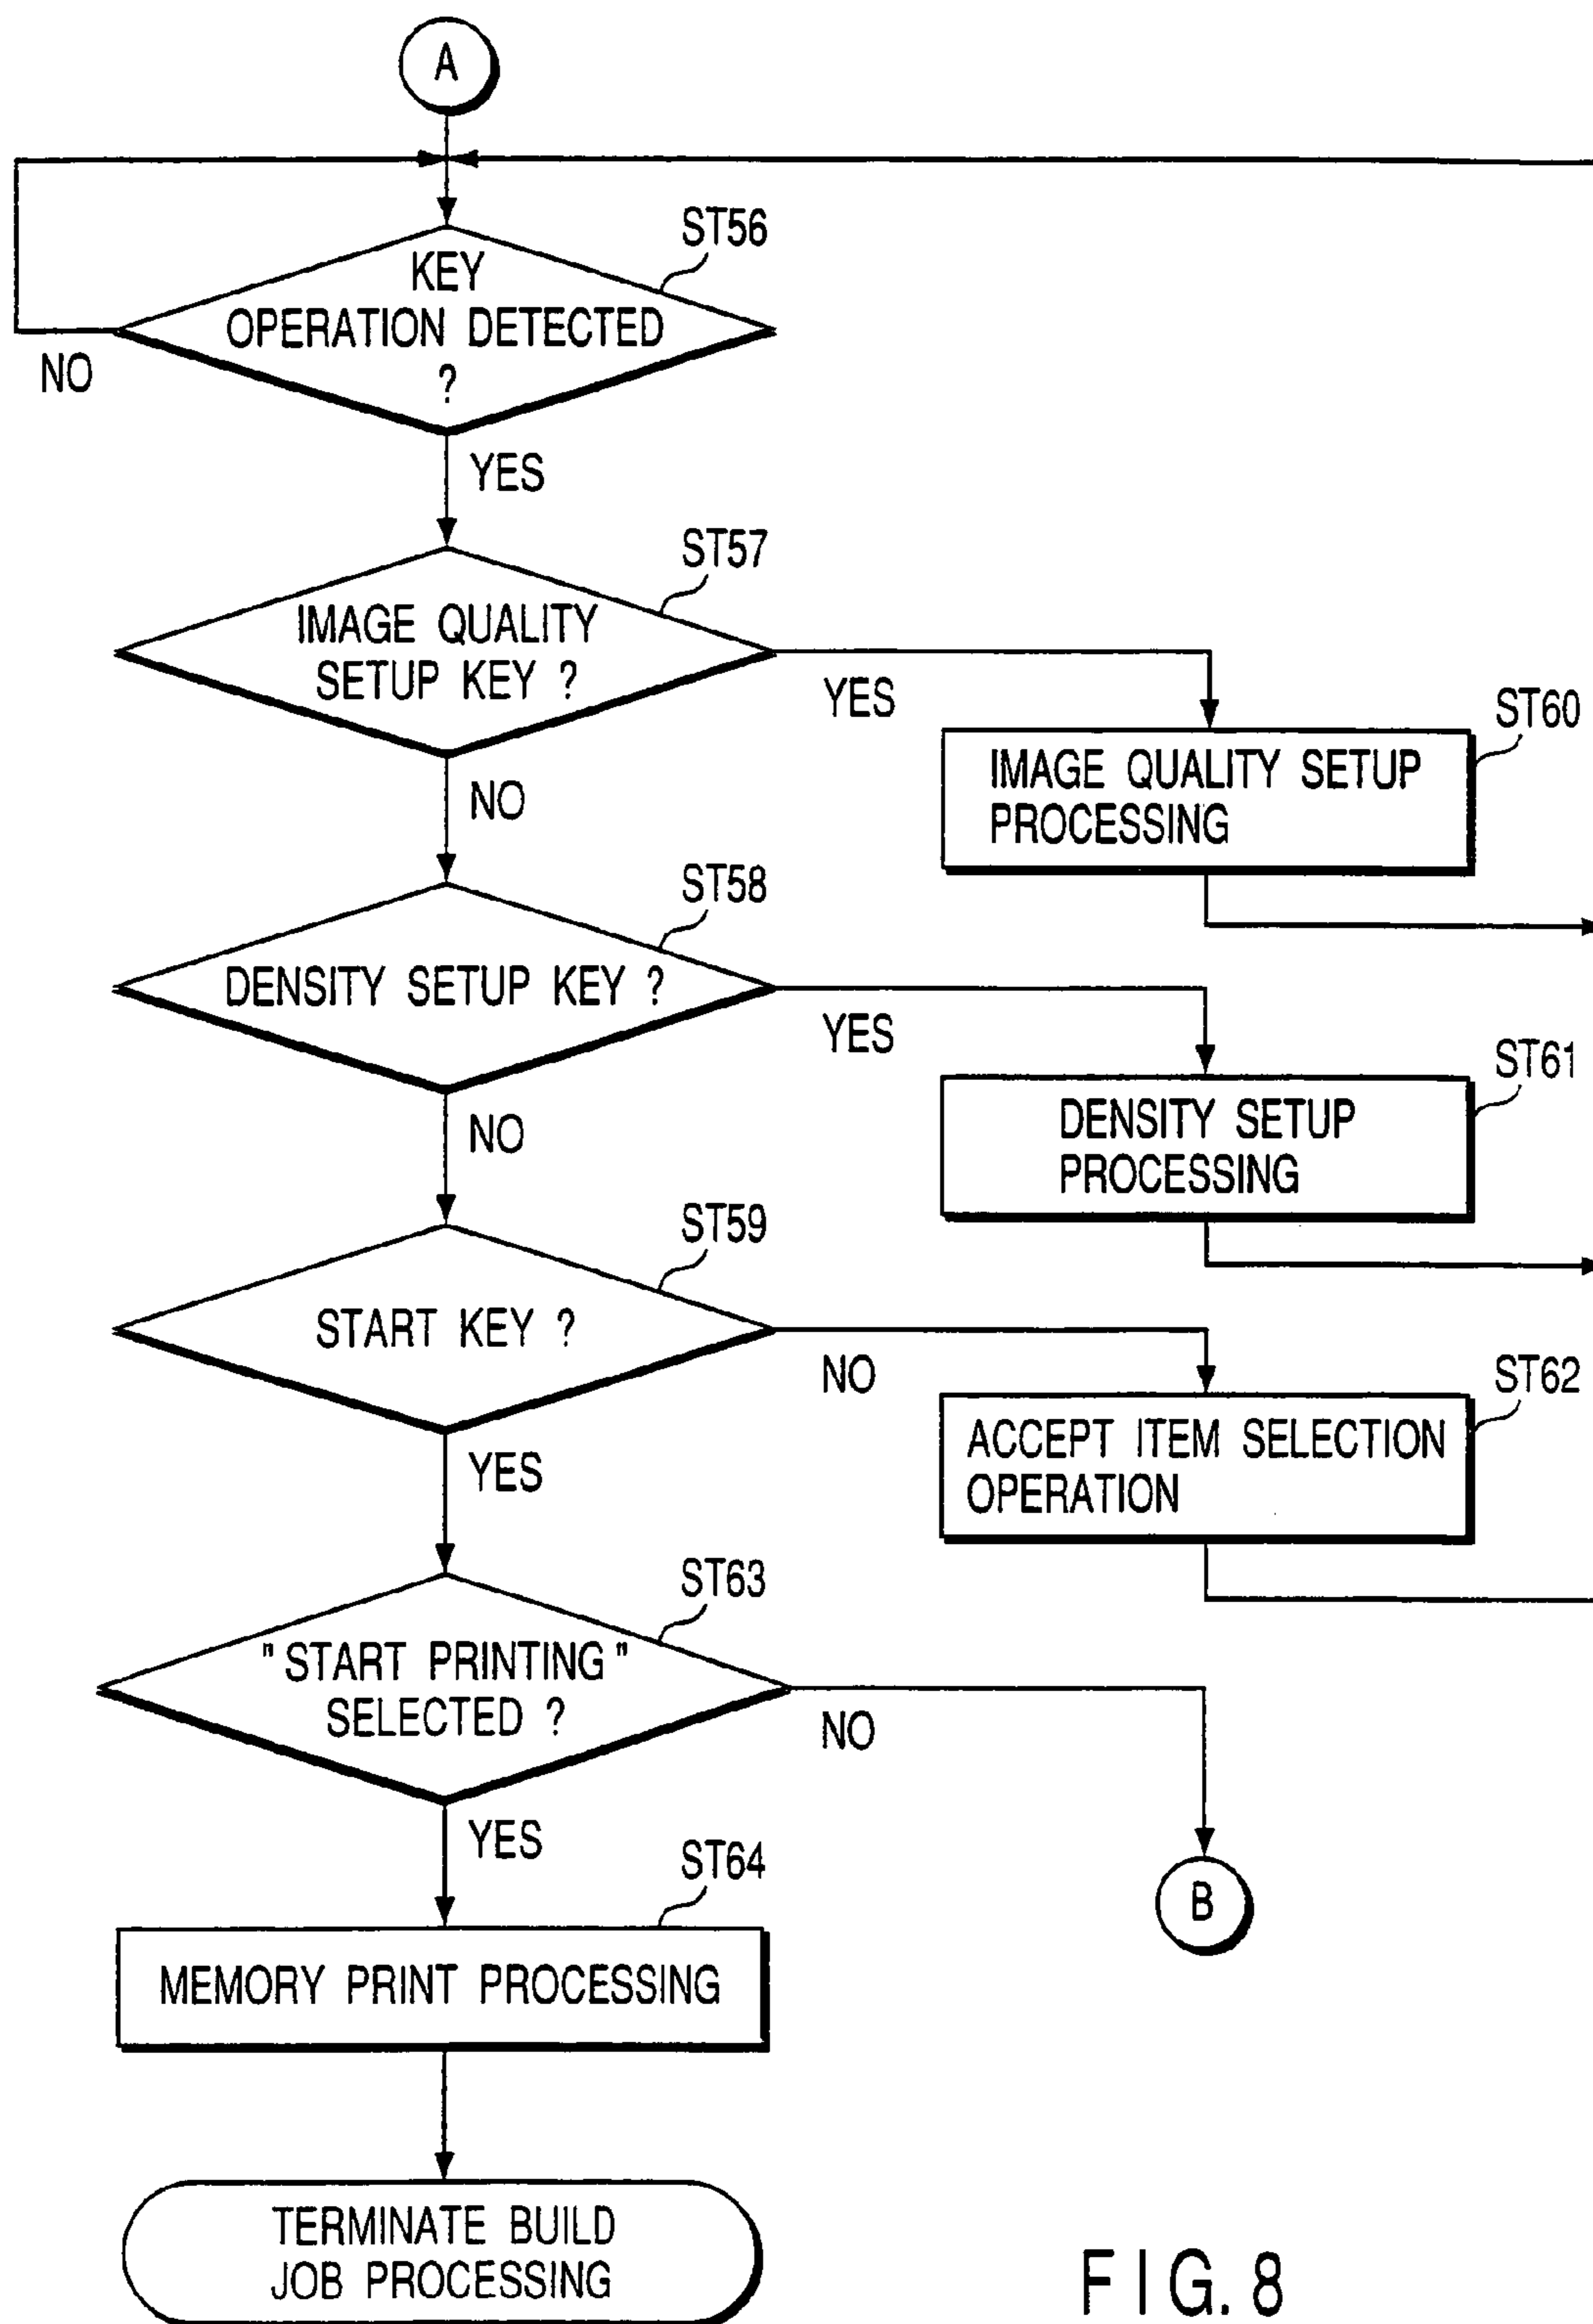 A
ST56
KEY
OPERATION DETECTED
?
NO
YES
ST57
IMAGE QUALITY
SETUP KEY ?
YES
ST60
IMAGE QUALITY SETUP
PROCESSING
NO
ST58
DENSITY SETUP KEY ?
YES
ST61
DENSITY SETUP
PROCESSING
NO
ST59
START KEY ?
NO
ST62
ACCEPT ITEM SELECTION
OPERATION
YES
ST63
"START PRINTING"
SELECTED ?
NO
B
YES
ST64
MEMORY PRINT PROCESSING
TERMINATE BUILD
JOB PROCESSING
FIG. 8